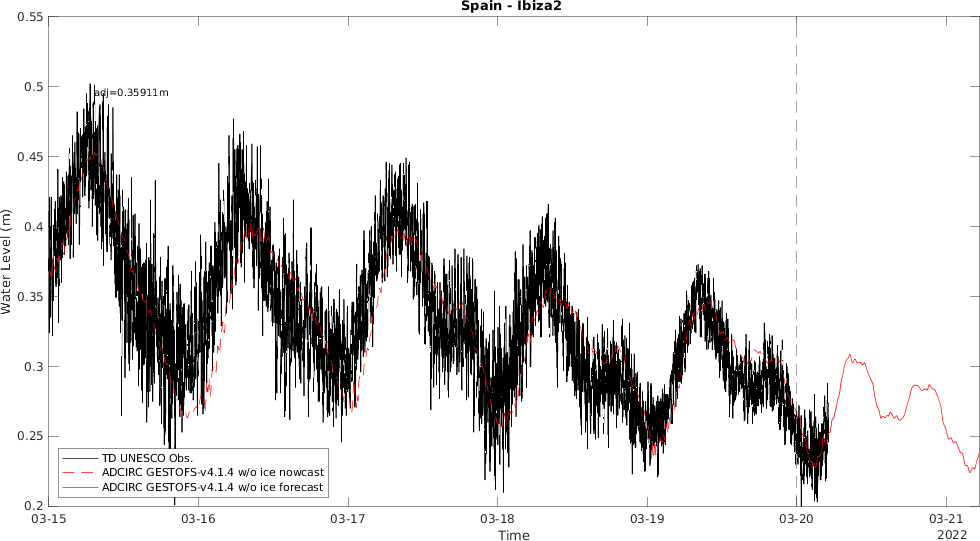 Spain - Ibiza2
0.55
0.5
0.45
0.4
0.35
0.3
0.25
0.2
Water Level (m)
adj=0.35911m
TD UNESCO Obs.
ADCIRC GESTOFS-v4.1.4 w/o ice nowcast
ADCIRC GESTOFS-v4.1.4 w/o ice forecast
03-15 03-16 03-17 03-18 03-19 03-20 03-21
Time
2022